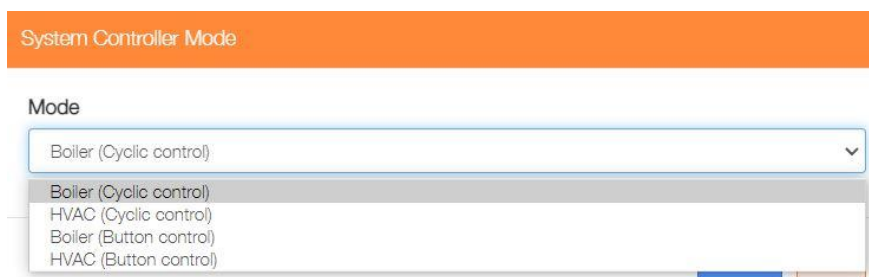 System Controller Mode
Mode
Boiler (Cyclic control)
Boiler (Cyclic control)
HVAC (Cyclic control)
Boiler (Button control)
HVAC (Button control)